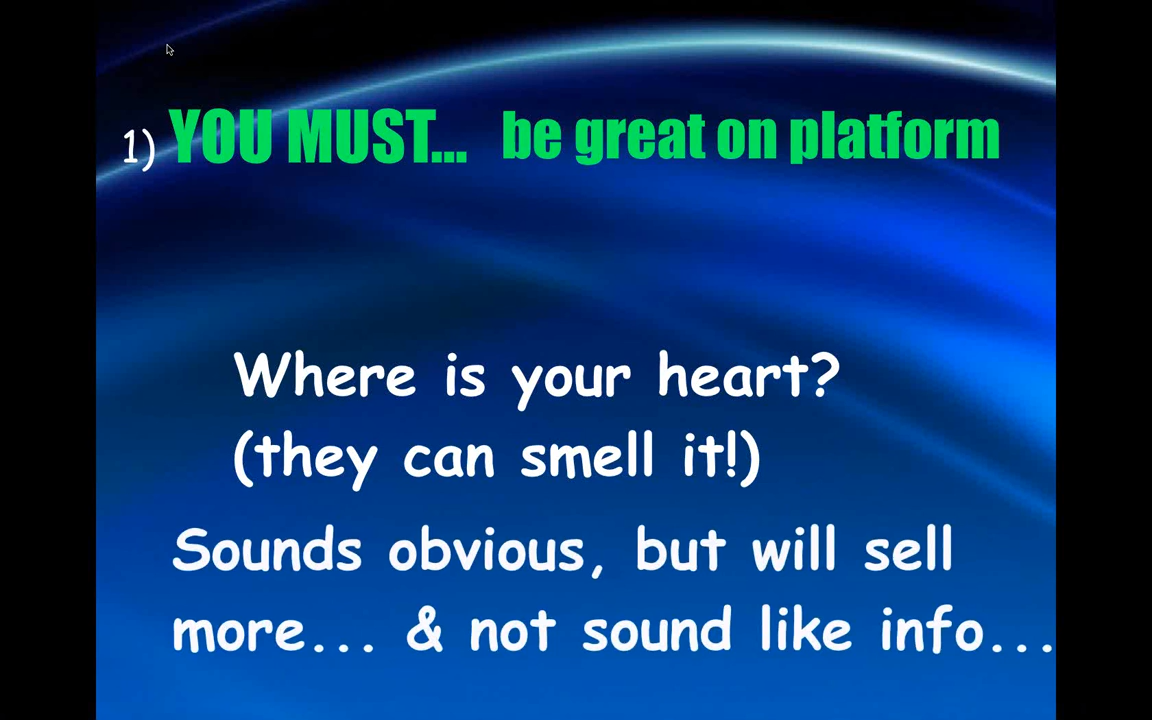 1) YOU MUST... be great on platform
Where is your heart?
(they can smell it!)
Sounds obvious, but will sell
more... & not sound like info...